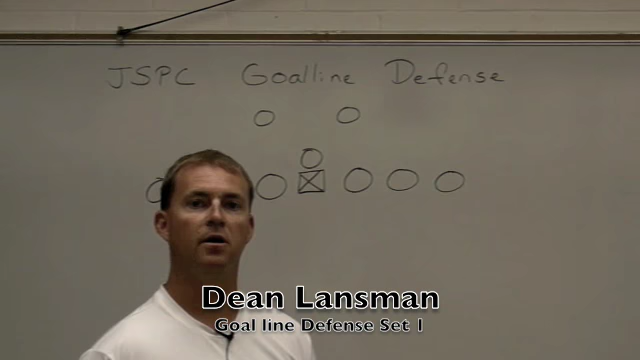 JSPC Goalline Defense
Dean Lansman
Goal line Defense Set 1